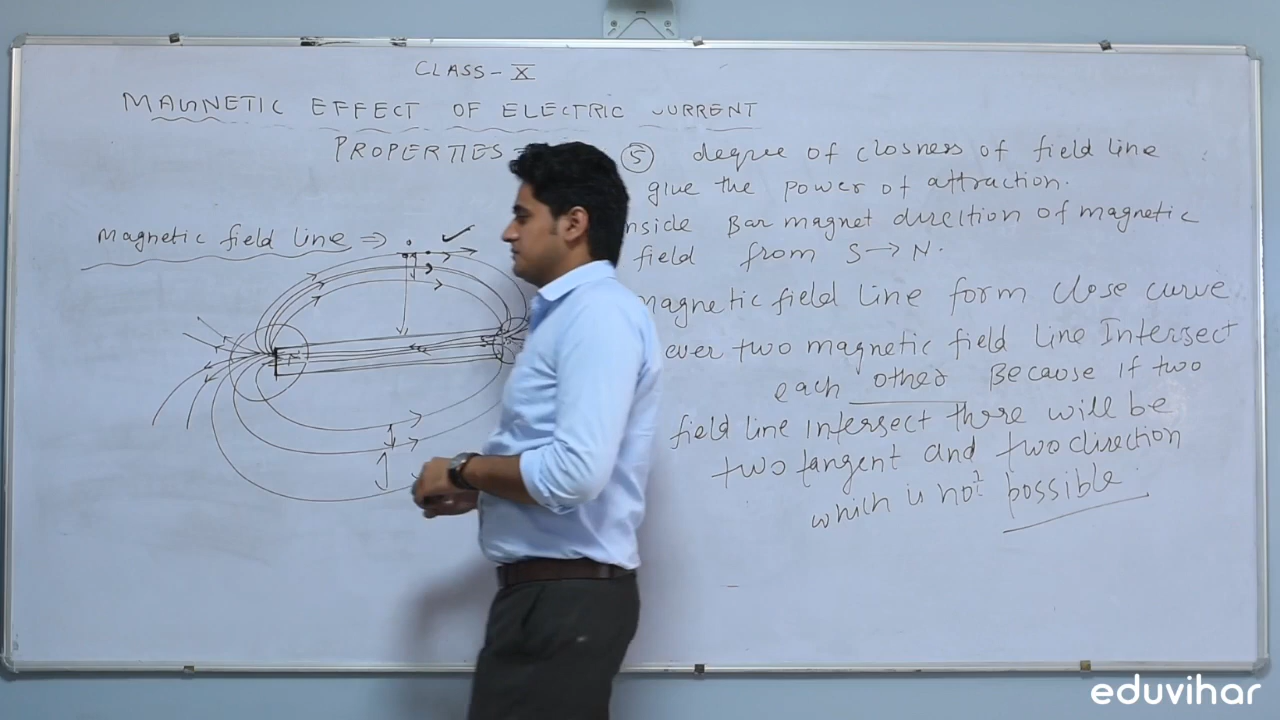 CLASS-X
MAGNETIC EFFECT OF ELECTRIC CURRENT
PROPERTIES
5 degree of closness of field line
give the power of attraction.
nside Bar magnet direction of magnetic
field from S→N.
Magnetic field line ⇒
magnetic field line form close curve
ever two magnetic field line Intersect
each other Because if two
field line intersect there will be
two tangent and two direction
which is not possible
N
eduvihar